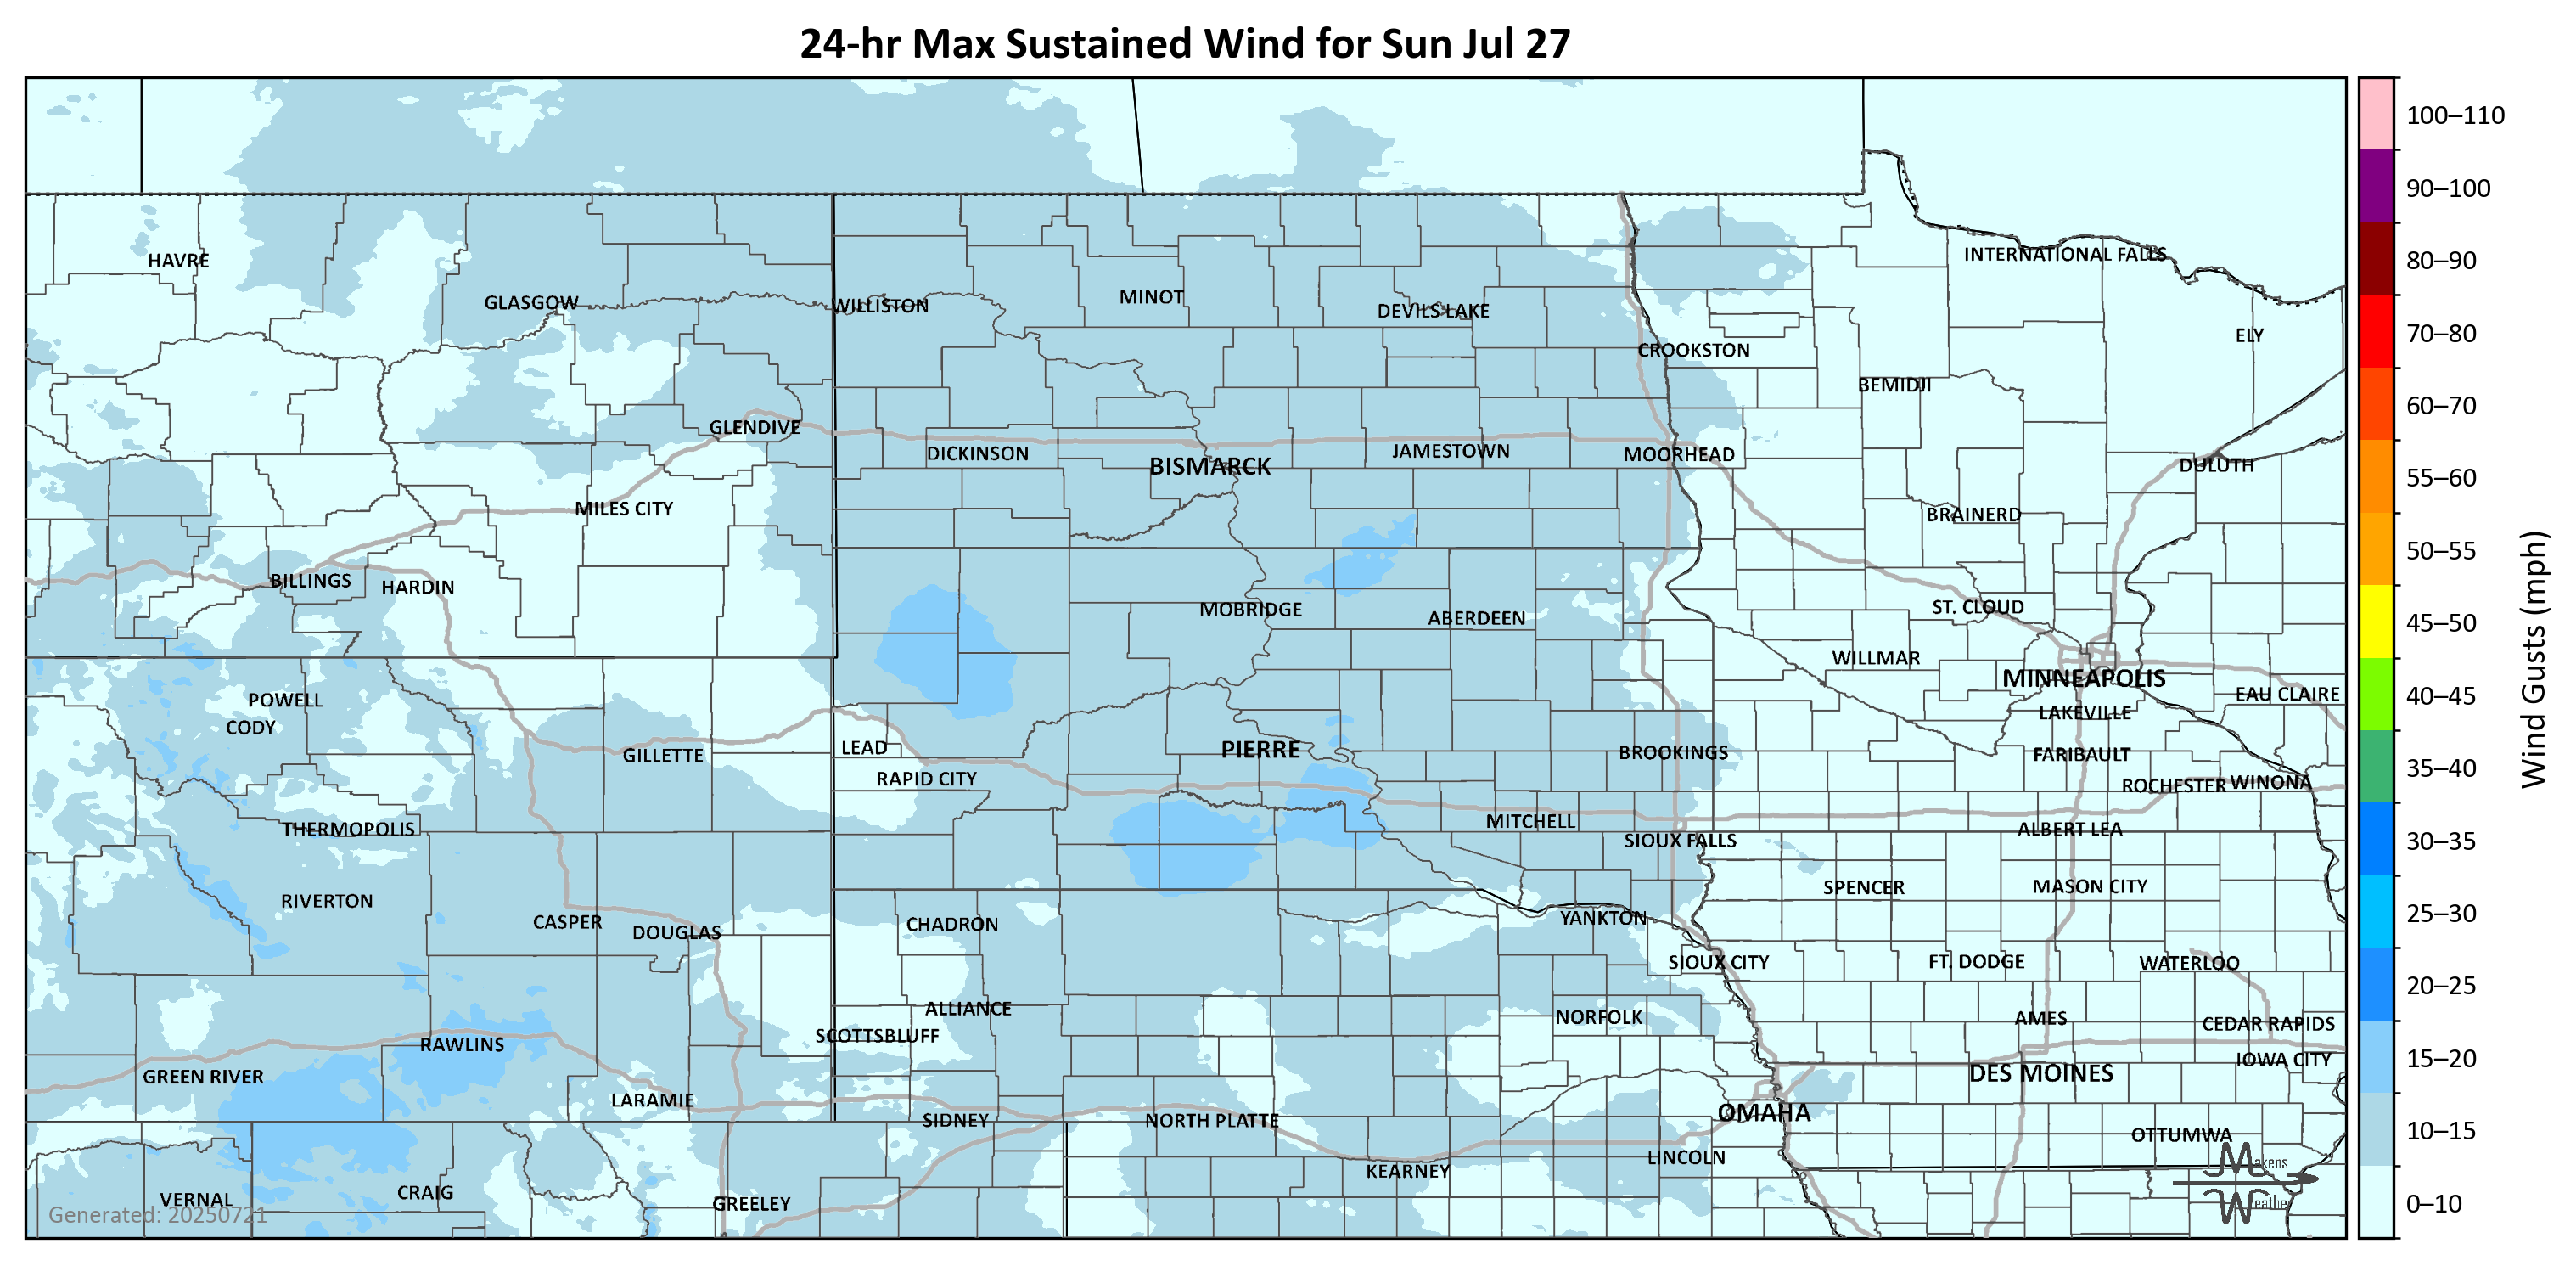 24-hr Max Sustained Wind for Sun Jul 27
100–110
90–100
80–90
70–80
60–70
55–60
50–55
45–50
40–45
35–40
30–35
25–30
20–25
15–20
10–15
0–10
Wind Gusts (mph)
HAVRE
INTERNATIONAL FALLS
GLASGOW
WILLISTON
MINOT
DEVILS LAKE
ELY
CROOKSTON
BEMIDJI
GLENDIVE
DICKINSON
BISMARCK
JAMESTOWN
MOORHEAD
DULUTH
MILES CITY
BRAINERD
BILLINGS
HARDIN
MOBRIDGE
ABERDEEN
ST. CLOUD
WILLMAR
MINNEAPOLIS
EAU CLAIRE
POWELL
CODY
LAKEVILLE
GILLETTE
LEAD
PIERRE
BROOKINGS
FARIBAULT
RAPID CITY
ROCHESTER
WINONA
THERMOPOLIS
MITCHELL
ALBERT LEA
SIOUX FALLS
RIVERTON
SPENCER
MASON CITY
CASPER
DOUGLAS
CHADRON
YANKTON
SIOUX CITY
FT. DODGE
WATERLOO
ALLIANCE
NORFOLK
AMES
CEDAR RAPIDS
SCOTTSBLUFF
RAWLINS
IOWA CITY
GREEN RIVER
DES MOINES
LARAMIE
SIDNEY
NORTH PLATTE
OMAHA
OTTUMWA
LINCOLN
KEARNEY
VERNAL
CRAIG
GREELEY
Generated: 20250721
Makens
Weather